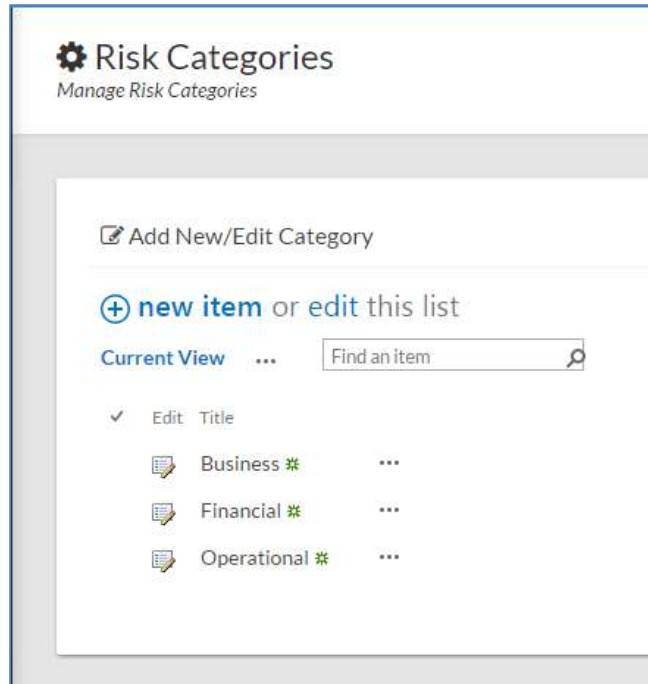 Risk Categories
Manage Risk Categories
Add New/Edit Category
new item or edit this list
Current View ... Find an item
Edit Title
Business ...
Financial ...
Operational ...